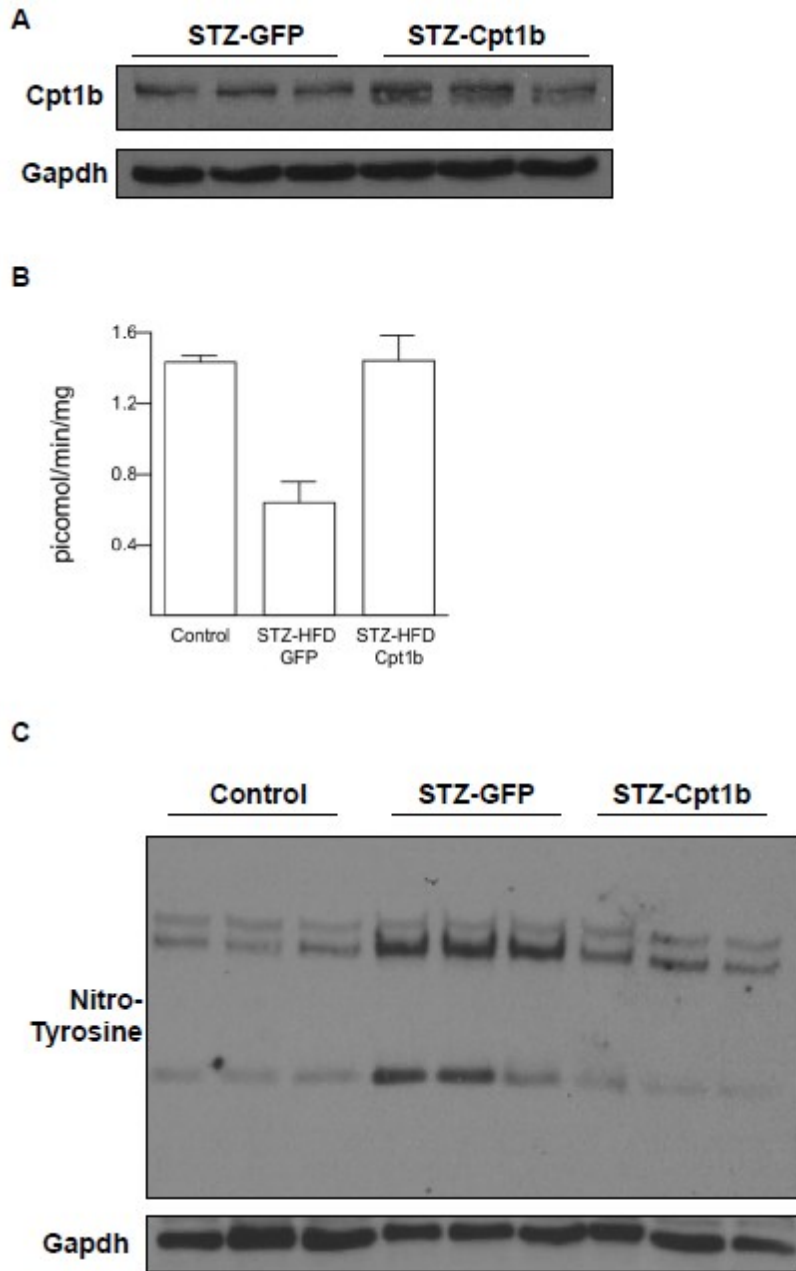 A
STZ-GFP STZ-Cpt1b
Cpt1b
Gapdh
B
1.6
1.2
0.8
0.4
picomol/min/mg
Control STZ-HFD STZ-HFD
GFP Cpt1b
C
Control STZ-GFP STZ-Cpt1b
Nitro-
Tyrosine
Gapdh